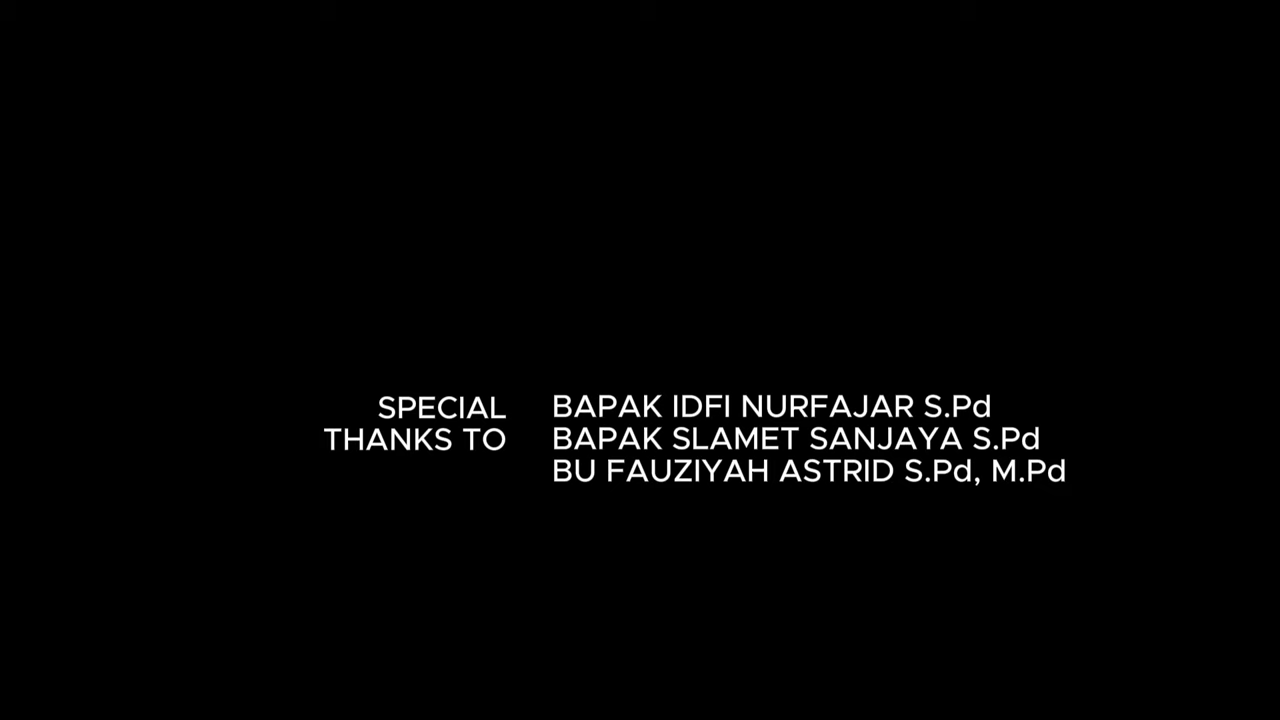 SPECIAL
THANKS TO
BAPAK IDFI NURFAJAR S.Pd
BAPAK SLAMET SANJAYA S.Pd
BU FAUZIYAH ASTRID S.Pd, M.Pd